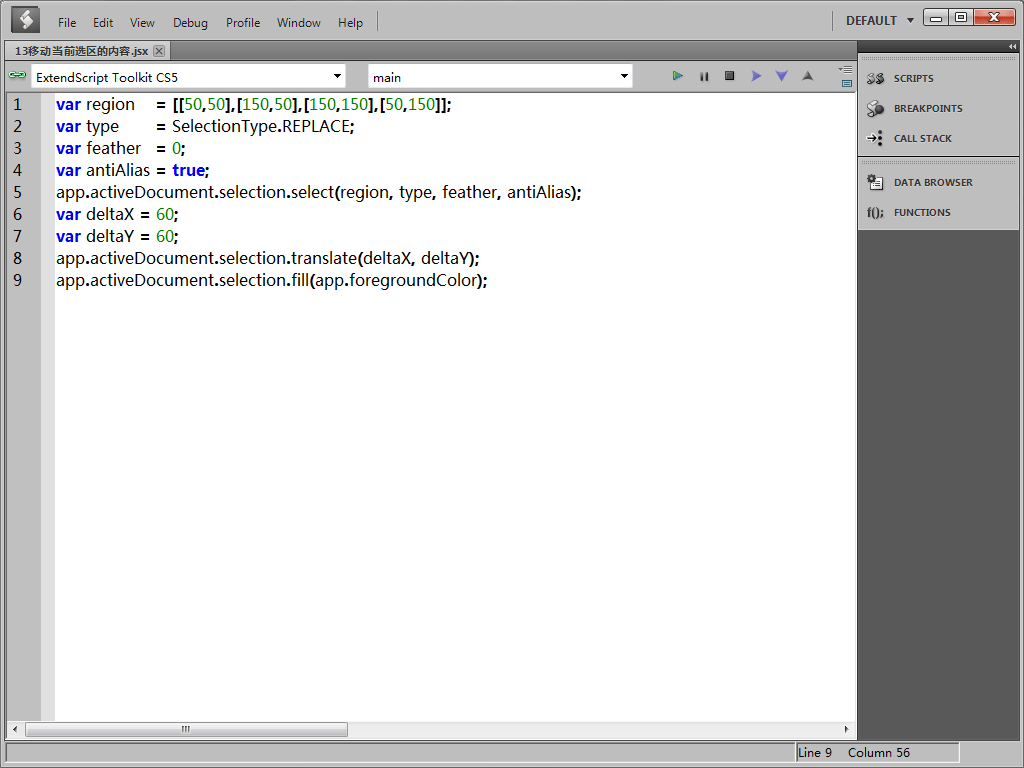 File Edit View Debug Profile Window Help DEFAULT
13移动当前选区的内容.jsx
ExtendScript Toolkit CS5 main
1 var region = [[50,50],[150,50],[150,150],[50,150]];
2 var type = SelectionType.REPLACE;
3 var feather = 0;
4 var antiAlias = true;
5 app.activeDocument.selection.select(region, type, feather, antiAlias);
6 var deltaX = 60;
7 var deltaY = 60;
8 app.activeDocument.selection.translate(deltaX, deltaY);
9 app.activeDocument.selection.fill(app.foregroundColor);
SCRIPTS
BREAKPOINTS
CALL STACK
DATA BROWSER
f(); FUNCTIONS
Line 9 Column 56